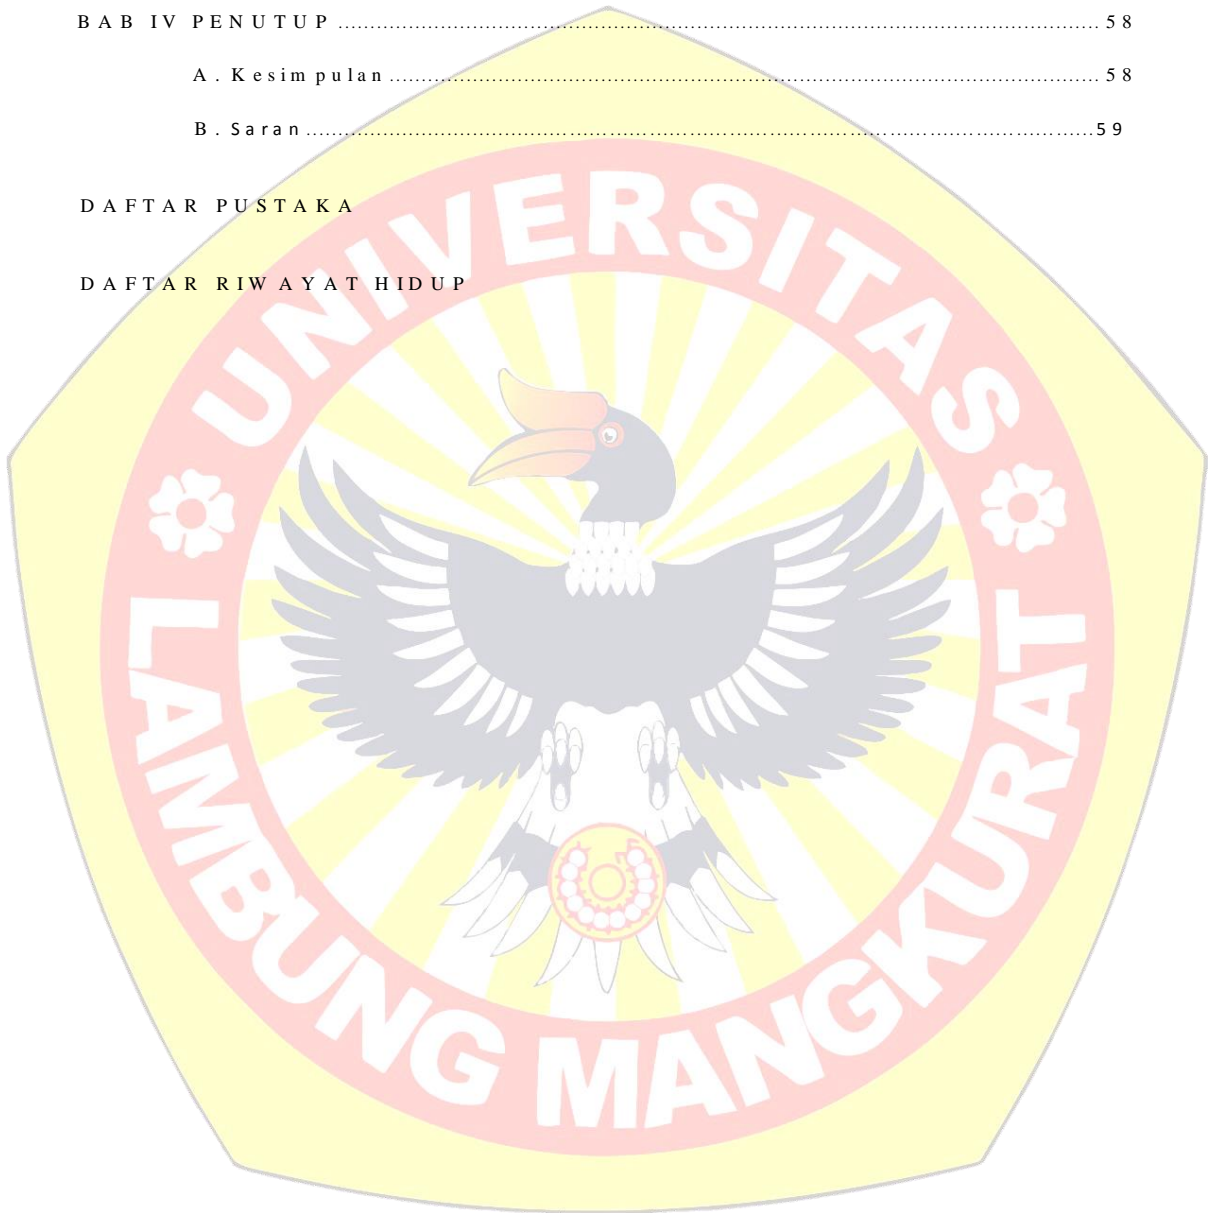 BAB IV PENUTUP ........................................................................ 58
A. Kesimpulan ........................................................................ 58
B. Saran ........................................................................ 59
DAFTAR PUSTAKA
DAFTAR RIWAYAT HIDUP
UNIVERSITAS
LAMBUNG MANGKURAT